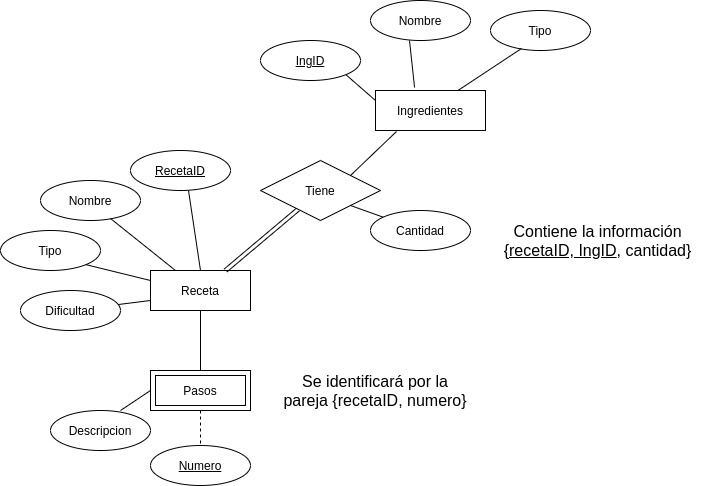 Nombre
Tipo
IngID
Ingredientes
RecetaID
Nombre
Tiene
Cantidad
Contiene la información
{recetaID, IngID, cantidad}
Tipo
Receta
Dificultad
Pasos
Se identificará por la
pareja {recetaID, numero}
Descripcion
Numero